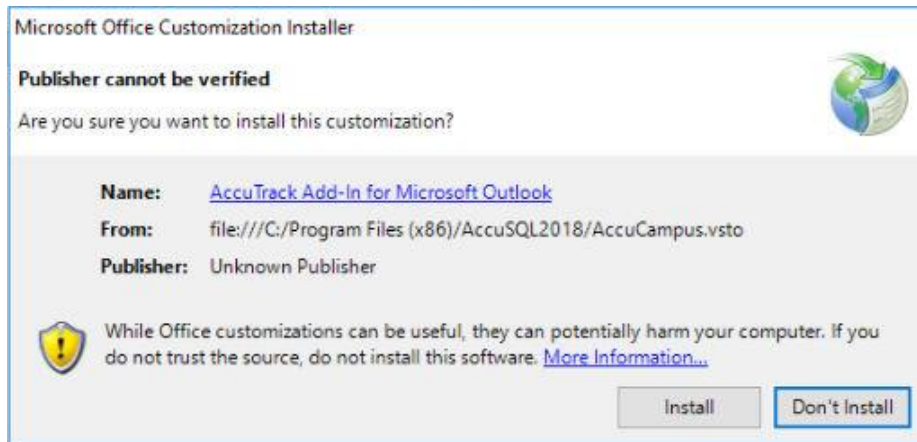 Microsoft Office Customization Installer
Publisher cannot be verified
Are you sure you want to install this customization?
Name: AccuTrack Add-In for Microsoft Outlook
From: file:///C:/Program Files (x86)/AccuSQL2018/AccuCampus.vsto
Publisher: Unknown Publisher
While Office customizations can be useful, they can potentially harm your computer. If you
do not trust the source, do not install this software. More Information...
Install Don't Install